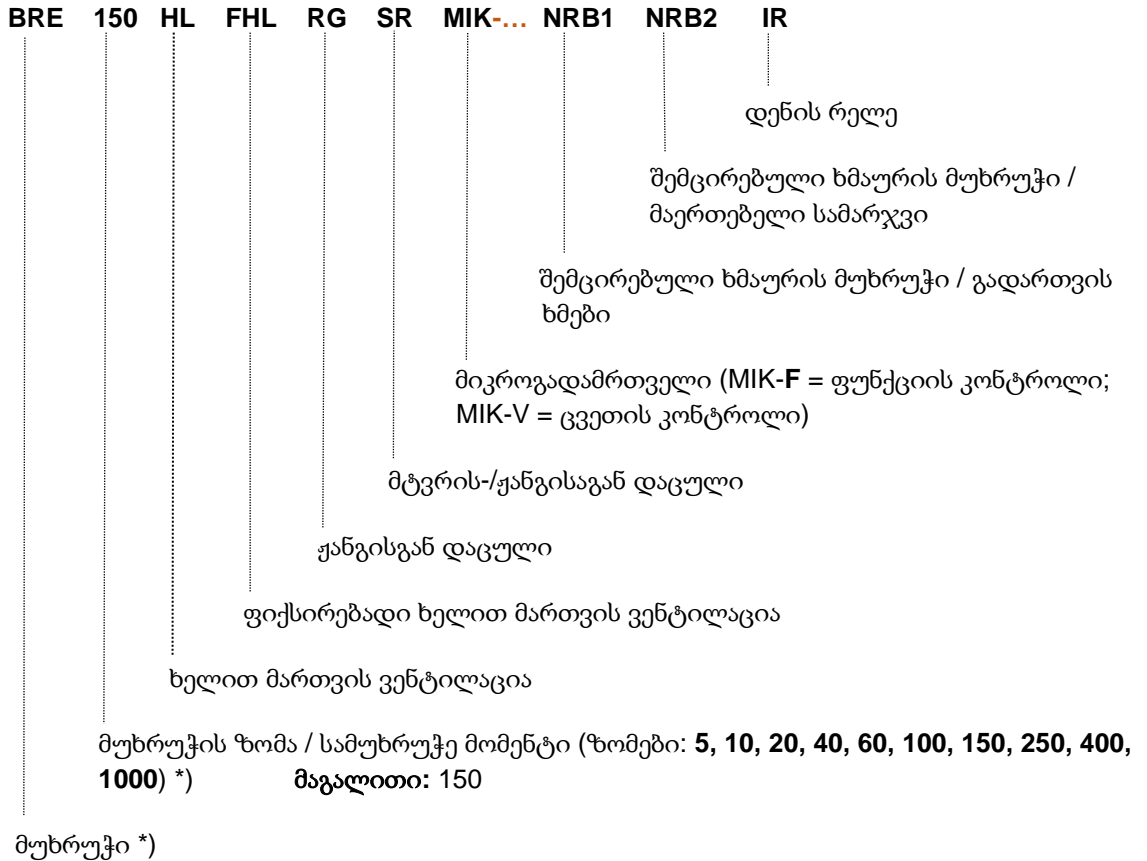 BRE 150 HL FHL RG SR MIK-... NRB1 NRB2 IR
დენის რელე
შემცირებული ხმაურის მუხრუჭი /
მაერთებელი სამარჯვი
შემცირებული ხმაურის მუხრუჭი / გადართვის
ხმები
მიკროგადამრთველი (MIK-F = ფუნქციის კონტროლი;
MIK-V = ცვეთის კონტროლი)
მტვრის-/ჟანგისაგან დაცული
ჟანგისგან დაცული
ფიქსირებადი ხელით მართვის ვენტილაცია
ხელით მართვის ვენტილაცია
მუხრუჭის ზომა / სამუხრუჭე მომენტი (ზომები: 5, 10, 20, 40, 60, 100, 150, 250, 400,
1000) *) მაგალითი: 150
მუხრუჭი *)